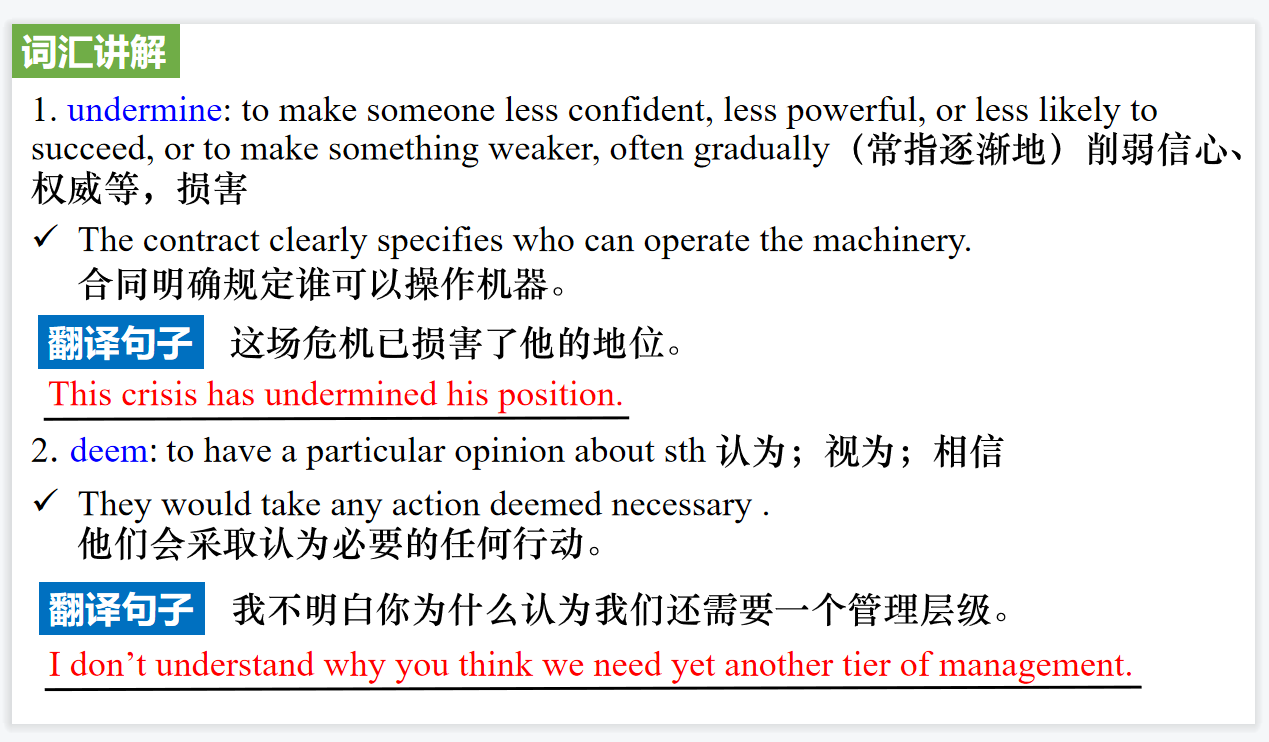 词汇讲解
1. undermine: to make someone less confident, less powerful, or less likely to
succeed, or to make something weaker, often gradually（常指逐渐地）削弱信心、
权威等，损害
✓ The contract clearly specifies who can operate the machinery.
合同明确规定谁可以操作机器。
翻译句子 这场危机已损害了他的地位。
This crisis has undermined his position.
2. deem: to have a particular opinion about sth 认为；视为；相信
✓ They would take any action deemed necessary .
他们会采取认为必要的任何行动。
翻译句子 我不明白你为什么认为我们还需要一个管理层级。
I don’t understand why you think we need yet another tier of management.